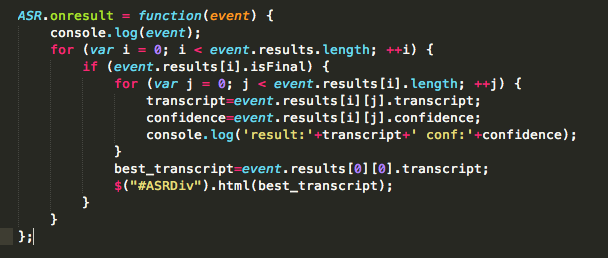 ASR.onresult = function(event) {
    console.log(event);
    for (var i = 0; i < event.results.length; ++i) {
        if (event.results[i].isFinal) {
            for (var j = 0; j < event.results[i].length; ++j) {
                transcript=event.results[i][j].transcript;
                confidence=event.results[i][j].confidence;
                console.log('result:'+transcript+' conf:'+confidence);
            }
            best_transcript=event.results[0][0].transcript;
            $("#ASRDiv").html(best_transcript);
        }
    }
};